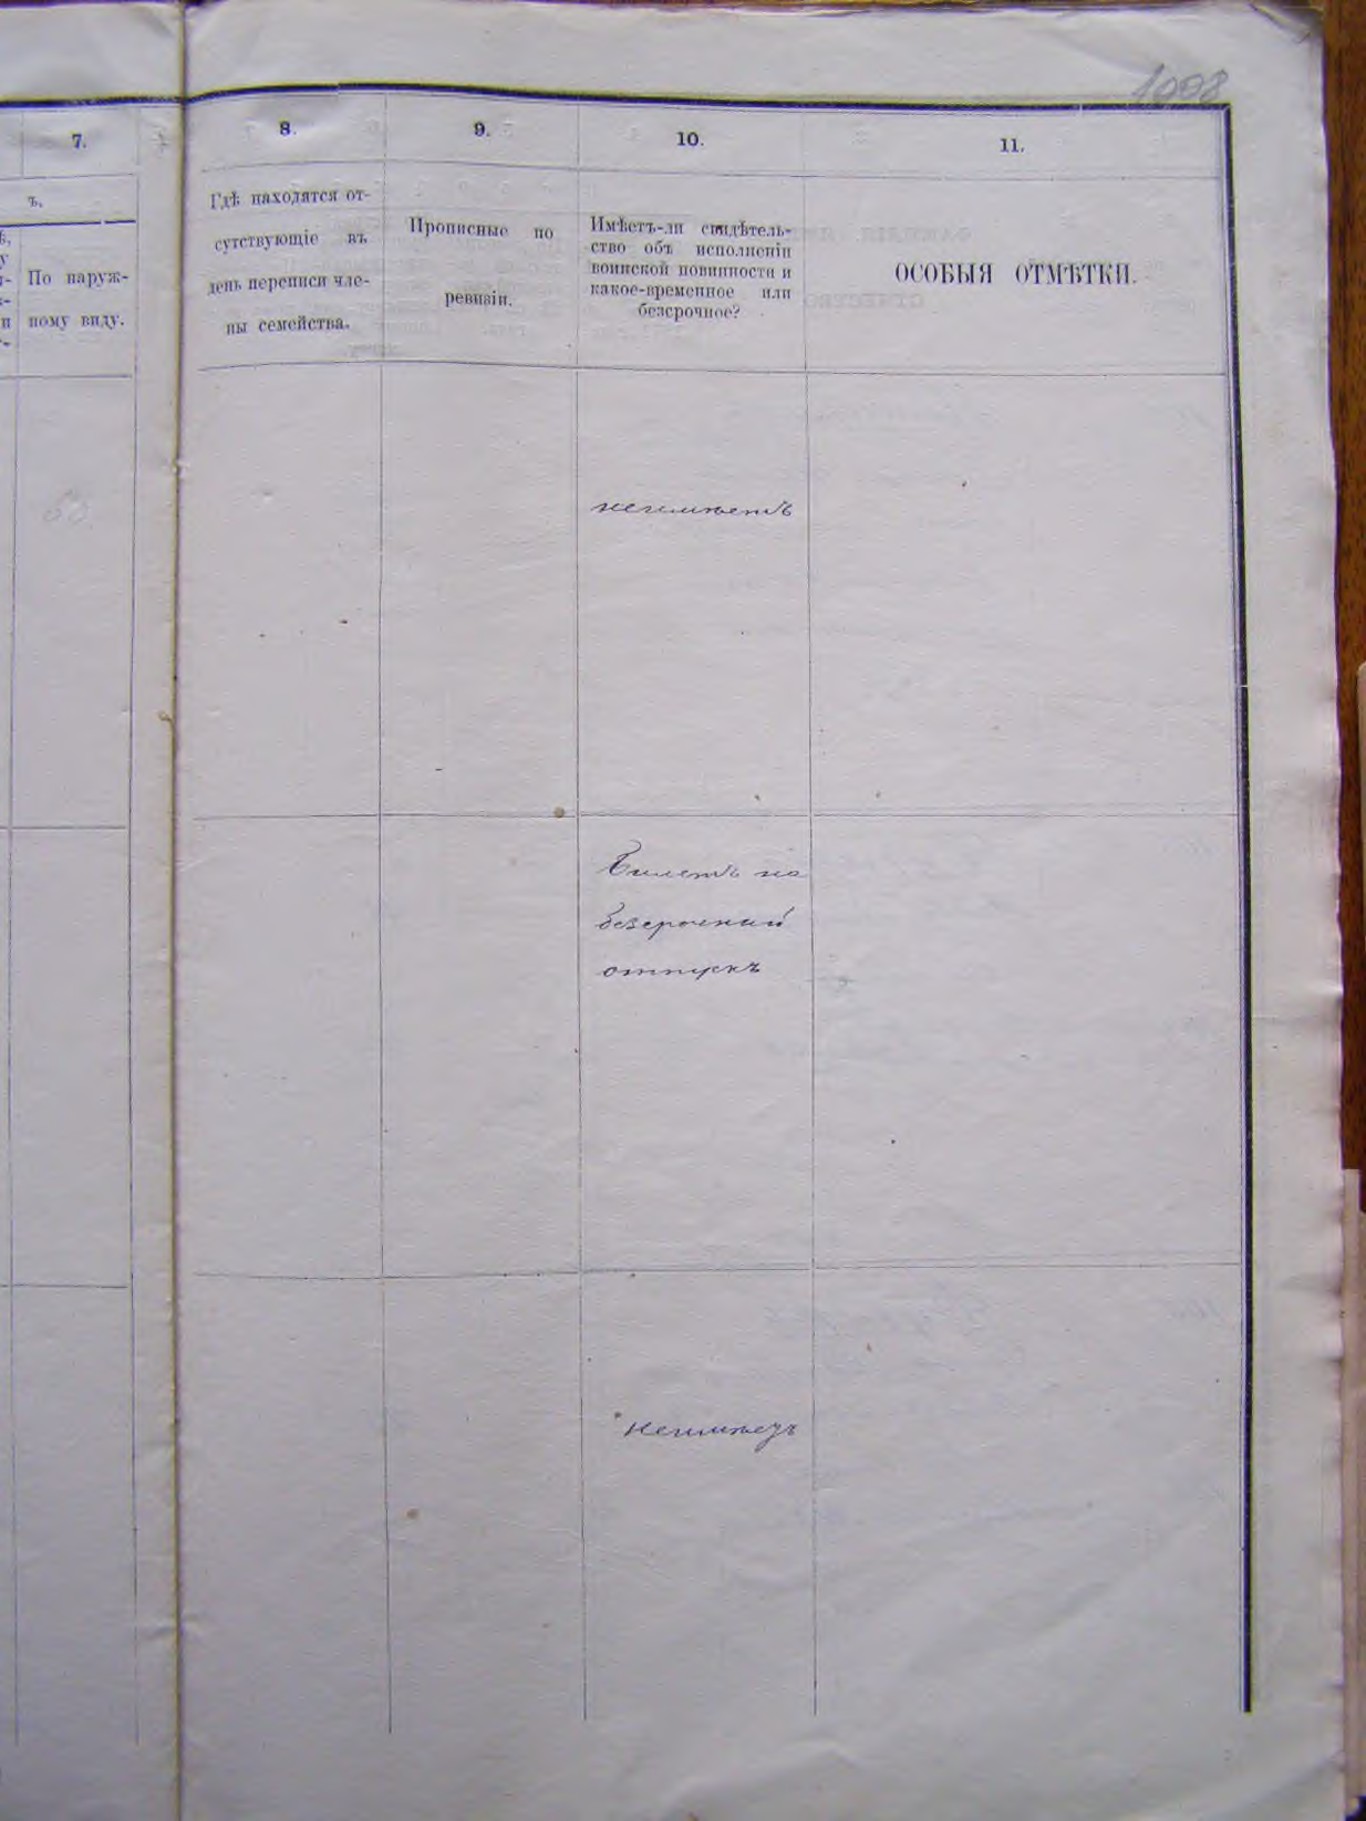 1008
7.
8.
9.
10.
11.
ъ.
По наруж-
ному виду.
Гдѣ находятся от-
сутствующіе въ
день переписи чле-
ны семейства.
Прописные по
ревизіи.
Имѣетъ-ли свидѣтель-
ство объ исполненіи
воинской повинности и
какое-временное или
безсрочное?
ОСОБЫЯ ОТМѢТКИ.
50
неимѣетъ
Билетъ на
безсрочный
отпускъ
неимѣетъ